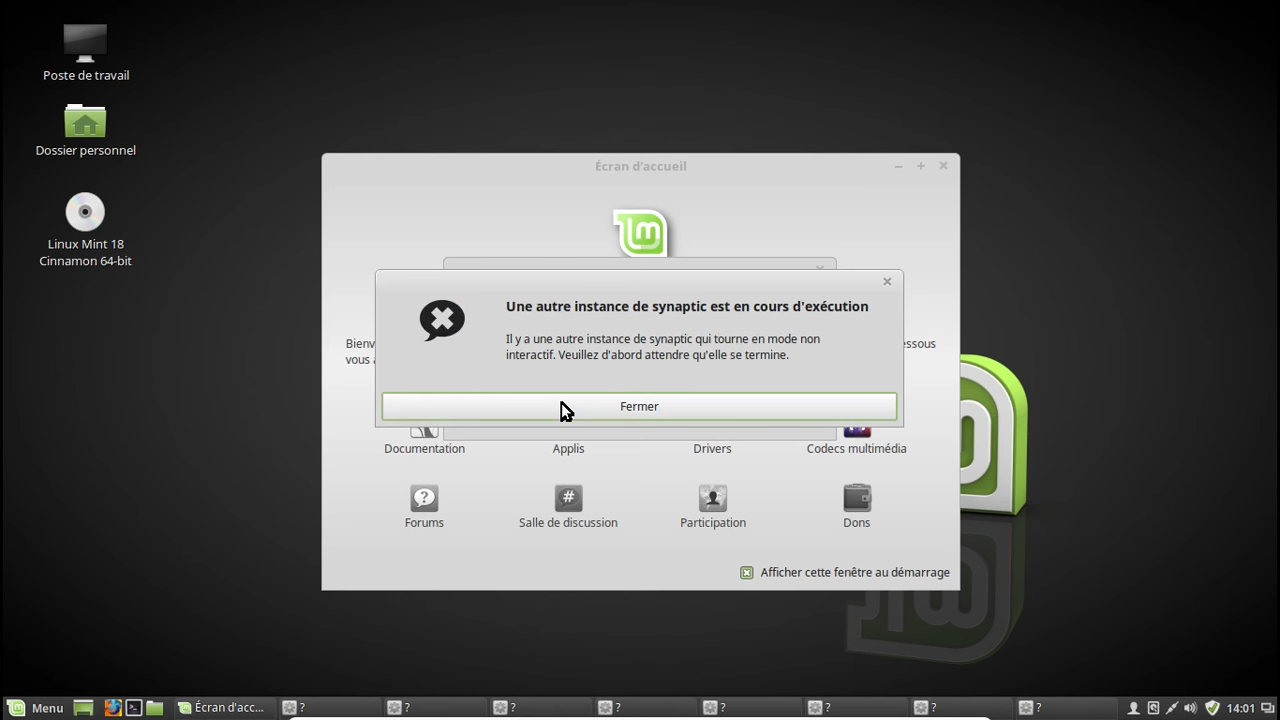 Poste de travail
Dossier personnel
Linux Mint 18
Cinnamon 64-bit
Écran d'accueil
Une autre instance de synaptic est en cours d'exécution
Il y a une autre instance de synaptic qui tourne en mode non
interactif. Veuillez d'abord attendre qu'elle se termine.
Fermer
Documentation
Applis
Drivers
Codecs multimédia
Forums
Salle de discussion
Participation
Dons
Afficher cette fenêtre au démarrage
Menu
Écran d'acc...
?
?
?
?
?
?
?
?
14:01